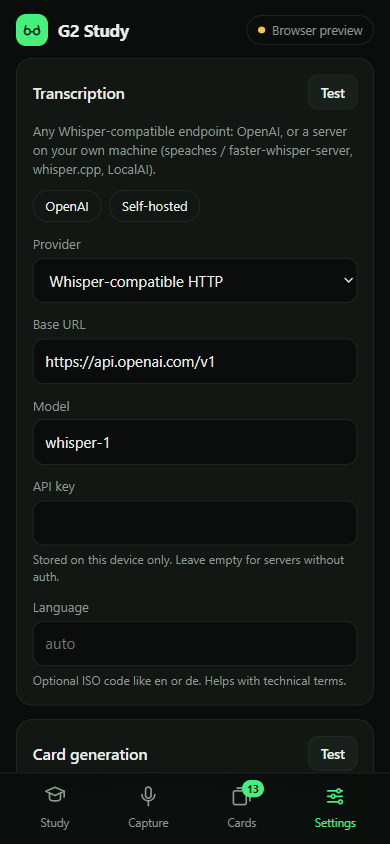 G2 Study
Browser preview
Transcription
Test
Any Whisper-compatible endpoint: OpenAI, or a server
on your own machine (speaches / faster-whisper-server,
whisper.cpp, LocalAI).
OpenAI
Self-hosted
Provider
Whisper-compatible HTTP
Base URL
https://api.openai.com/v1
Model
whisper-1
API key
Stored on this device only. Leave empty for servers without
auth.
Language
auto
Optional ISO code like en or de. Helps with technical terms.
Card generation
Test
13
Study
Capture
Cards
Settings